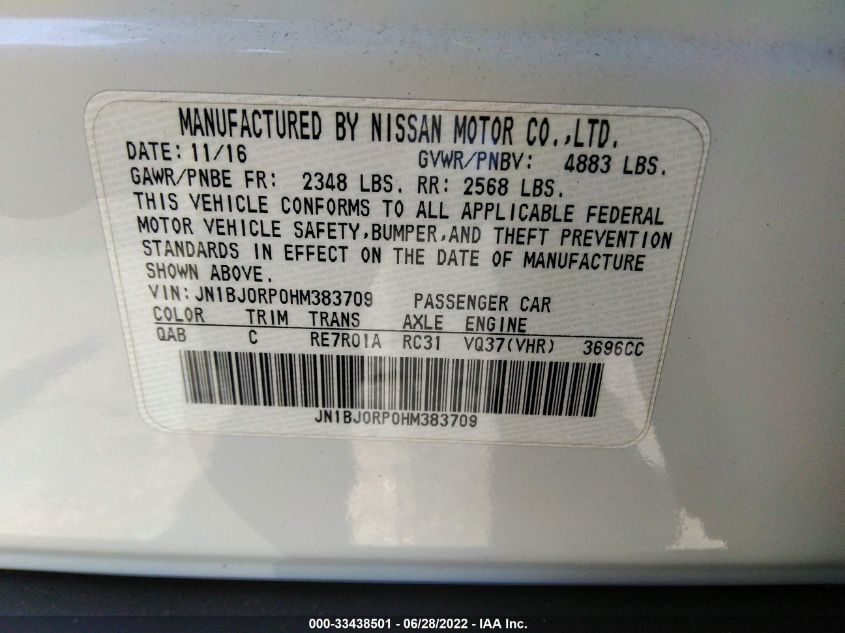 MANUFACTURED BY NISSAN MOTOR CO.,LTD.
DATE: 11/16 GVWR/PNBV: 4883 LBS.
GAWR/PNBE FR: 2348 LBS. RR: 2568 LBS.
THIS VEHICLE CONFORMS TO ALL APPLICABLE FEDERAL
MOTOR VEHICLE SAFETY,BUMPER,AND THEFT PREVENTION
STANDARDS IN EFFECT ON THE DATE OF MANUFACTURE
SHOWN ABOVE.
VIN: JN1BJ0RP0HM383709 PASSENGER CAR
COLOR TRIM TRANS AXLE ENGINE
QAB C RE7R01A RC31 VQ37(VHR) 3696CC
JN1BJ0RP0HM383709
000-33438501 - 06/28/2022 - IAA Inc.